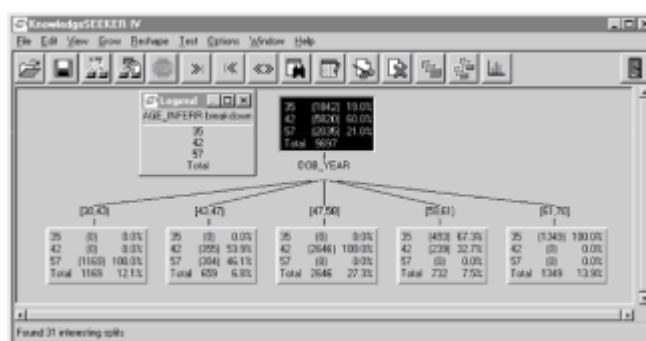 KnowledgeSEEKER IV
File Edit View Grow Reshape Test Options Window Help
Legend
AGE_INFERR breakdown
35
42
57
Total
35 (1842) 19.0%
42 (5820) 60.0%
57 (2035) 21.0%
Total 9697
DOB_YEAR
[30,43) [43,47) [47,58) [58,61) [61,70]
35 (0) 0.0% 35 (0) 0.0% 35 (0) 0.0% 35 (493) 67.3% 35 (1349) 100.0%
42 (0) 0.0% 42 (355) 53.9% 42 (2646) 100.0% 42 (239) 32.7% 42 (0) 0.0%
57 (1169) 100.0% 57 (304) 46.1% 57 (0) 0.0% 57 (0) 0.0% 57 (0) 0.0%
Total 1169 12.1% Total 659 6.8% Total 2646 27.3% Total 732 7.5% Total 1349 13.9%
Found 31 interesting splits